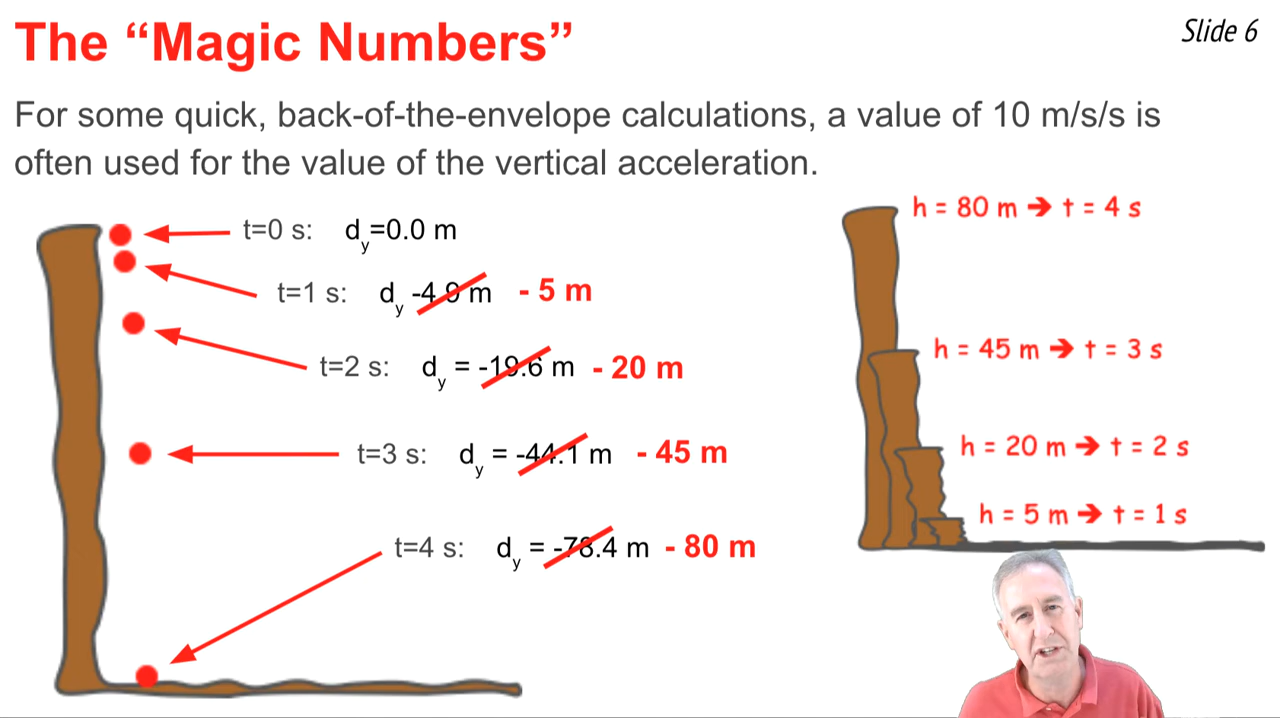 The “Magic Numbers”
Slide 6
For some quick, back-of-the-envelope calculations, a value of 10 m/s/s is
often used for the value of the vertical acceleration.
t=0 s: dy=0.0 m
t=1 s: dy -4.9 m - 5 m
t=2 s: dy = -19.6 m - 20 m
t=3 s: dy = -44.1 m - 45 m
t=4 s: dy = -78.4 m - 80 m
h = 80 m ➔ t = 4 s
h = 45 m ➔ t = 3 s
h = 20 m ➔ t = 2 s
h = 5 m ➔ t = 1 s